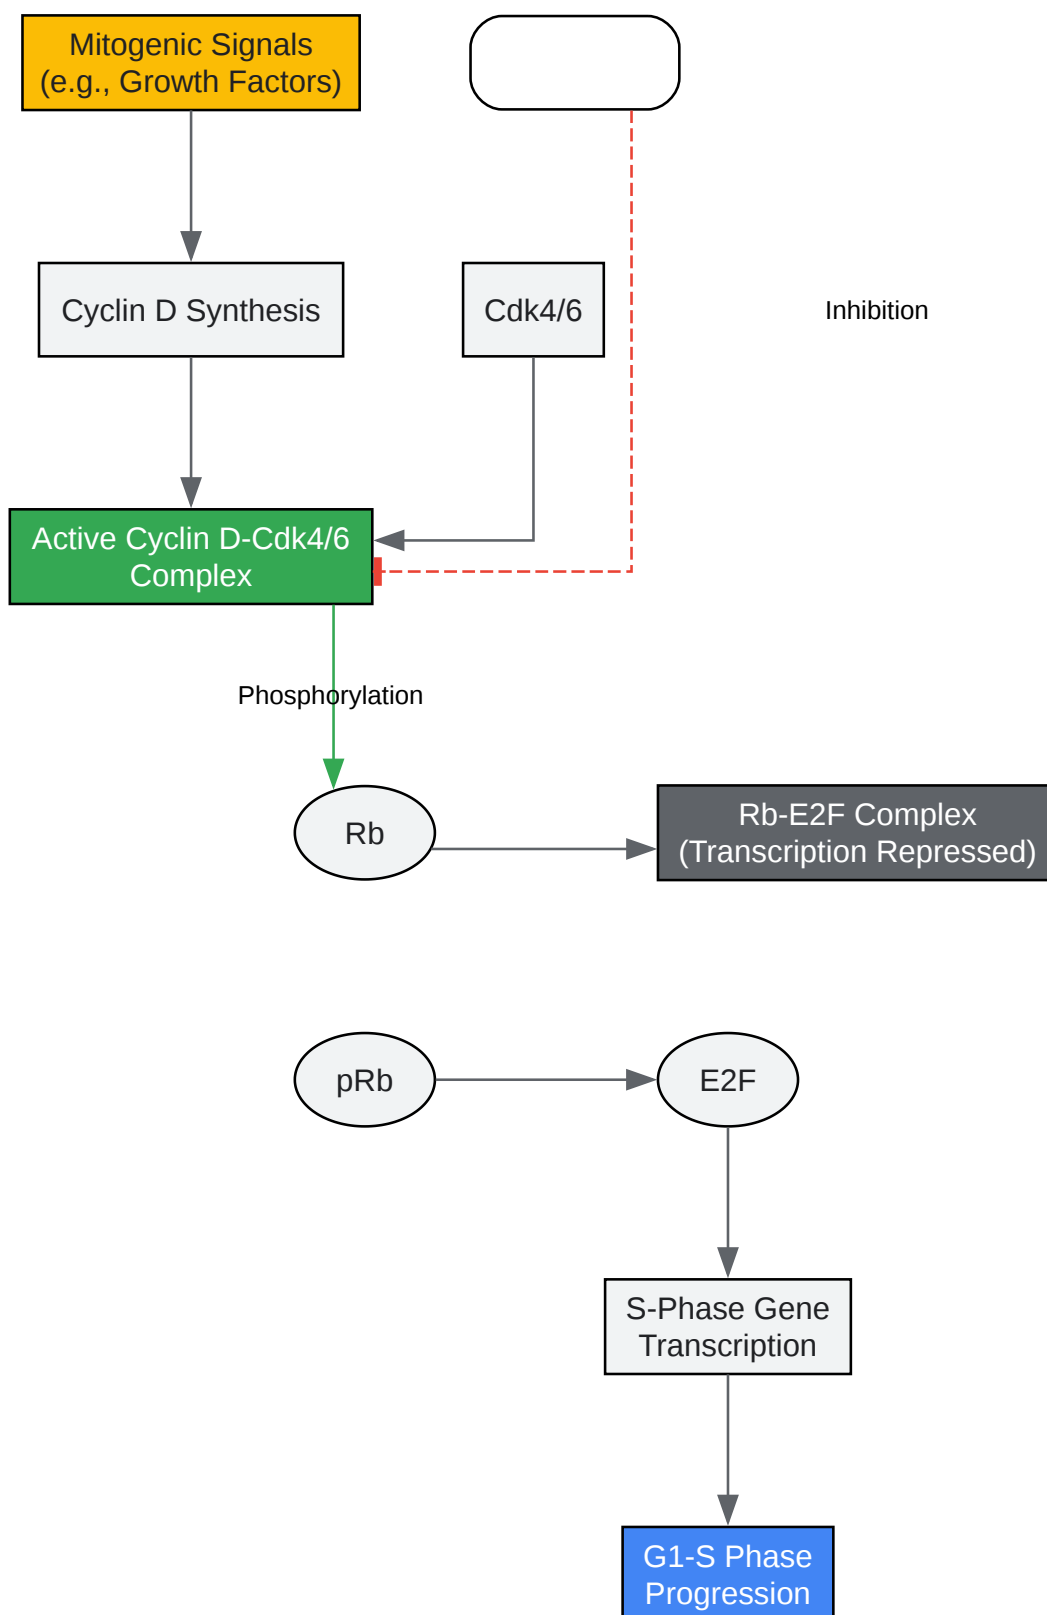 Mitogenic Signals
(e.g., Growth Factors)
Cyclin D Synthesis
Cdk4/6
Inhibition
Active Cyclin D-Cdk4/6
Complex
Phosphorylation
Rb
Rb-E2F Complex
(Transcription Repressed)
pRb
E2F
S-Phase Gene
Transcription
G1-S Phase
Progression